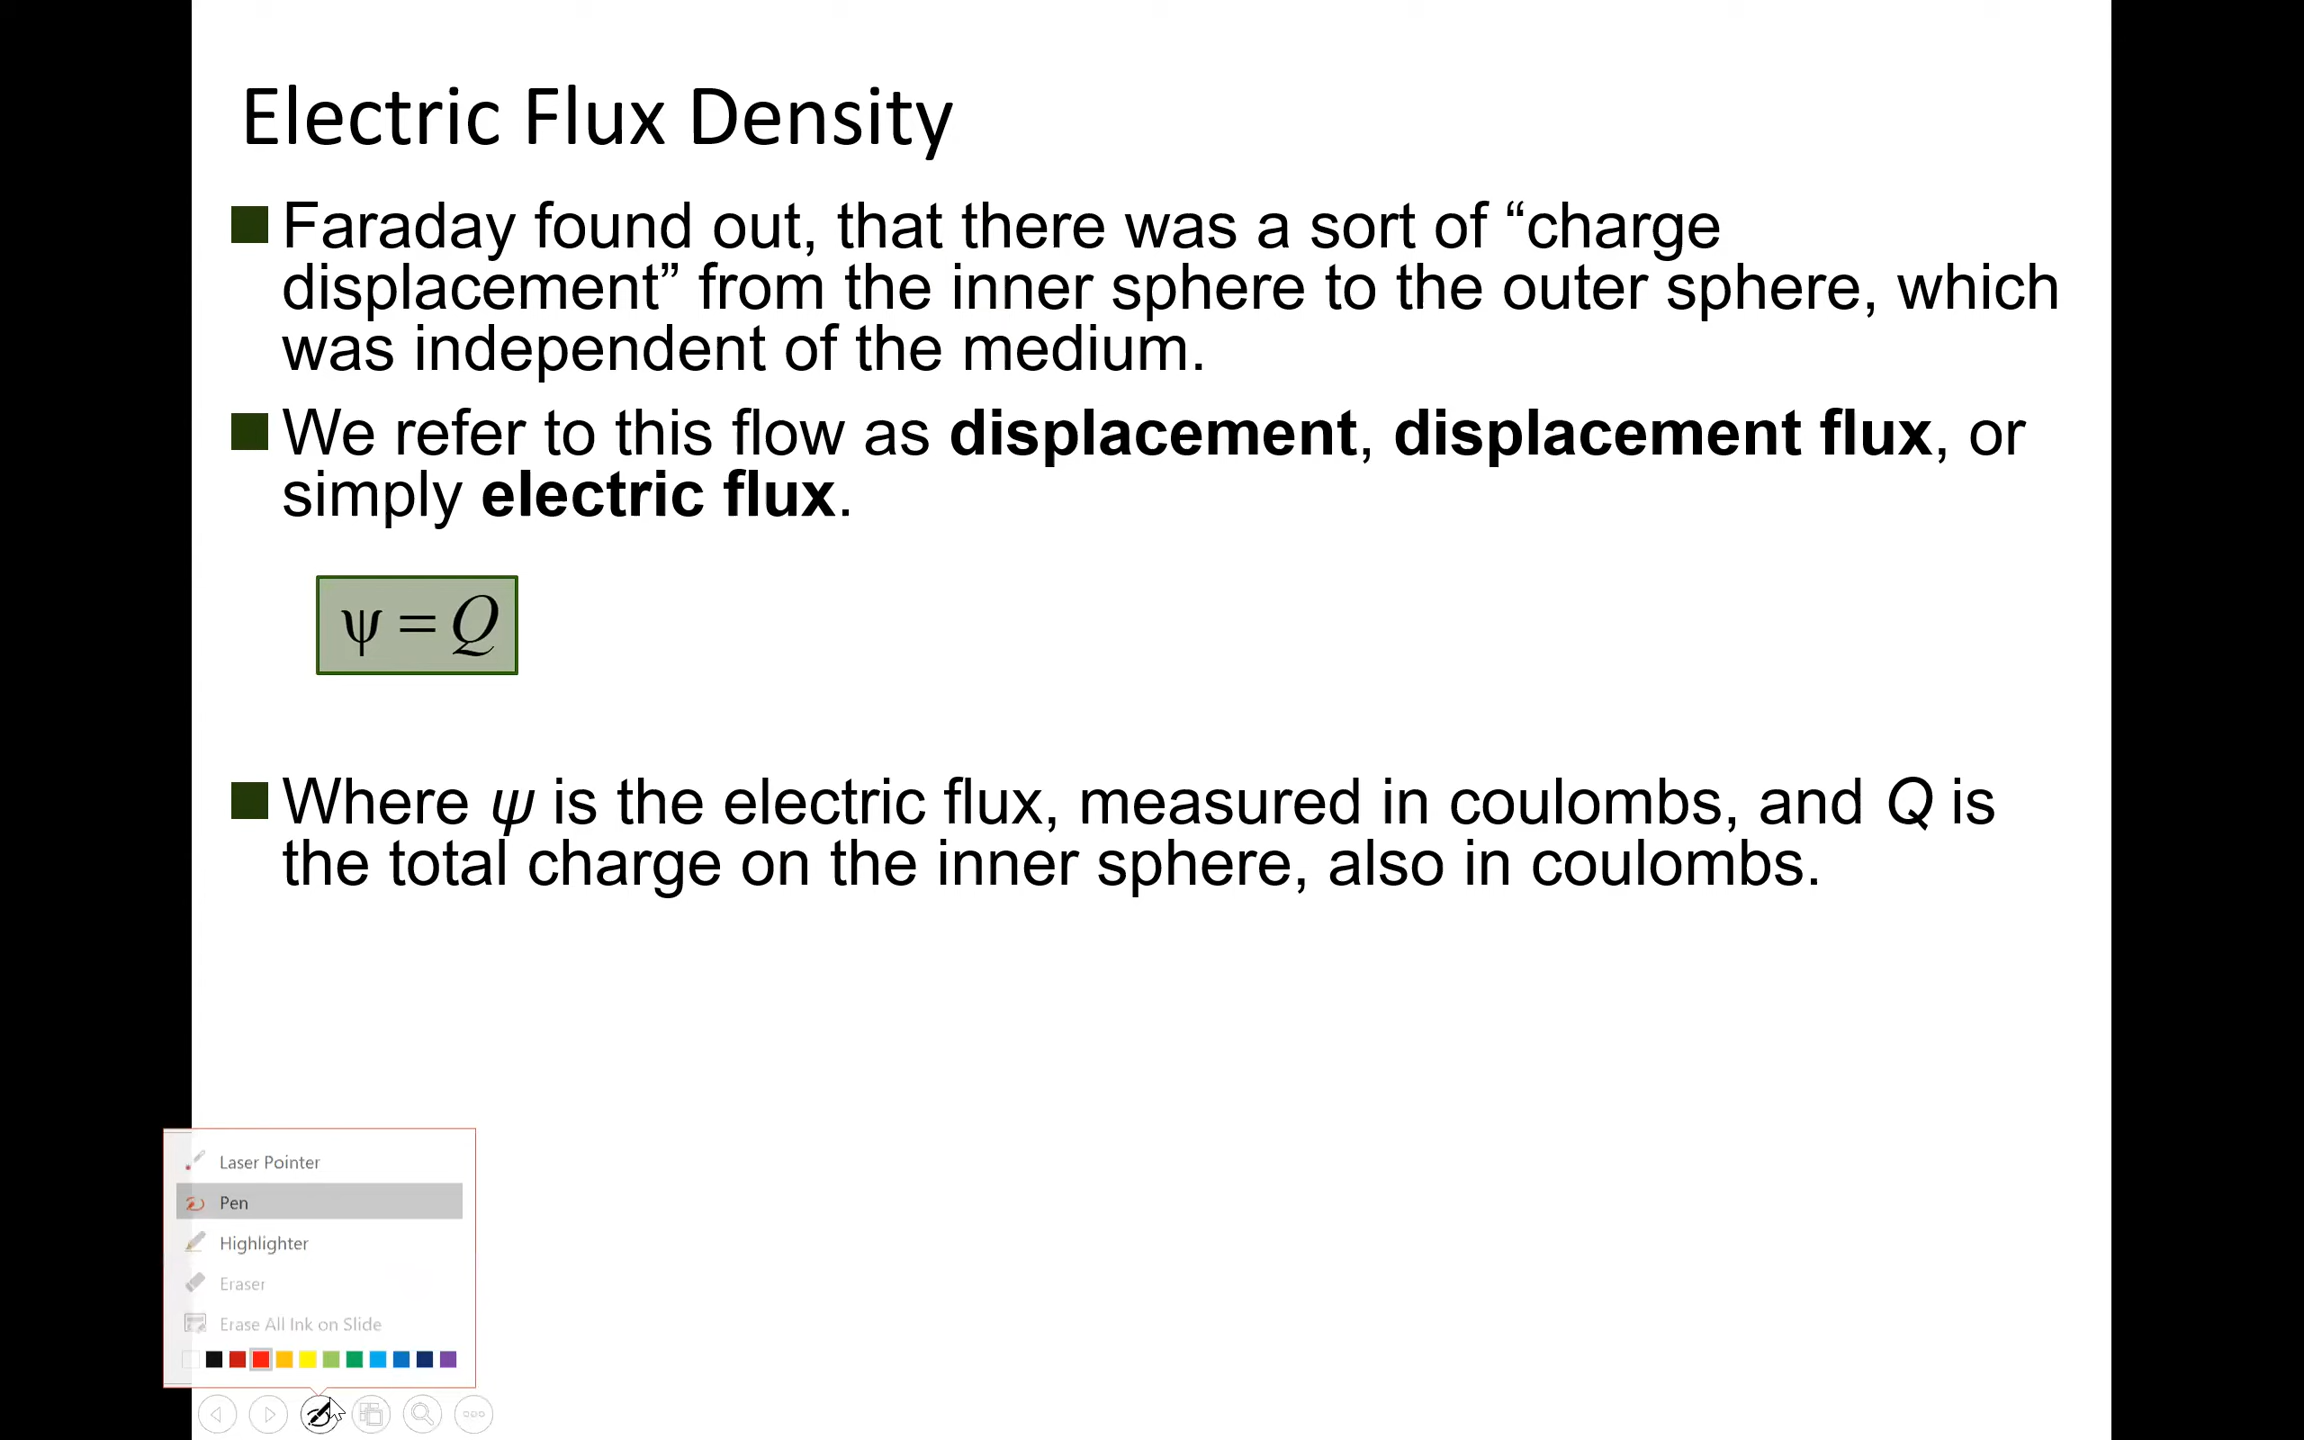 Electric Flux Density
Faraday found out, that there was a sort of “charge
displacement” from the inner sphere to the outer sphere, which
was independent of the medium.
We refer to this flow as displacement, displacement flux, or
simply electric flux.
ψ = Q
Where ψ is the electric flux, measured in coulombs, and Q is
the total charge on the inner sphere, also in coulombs.
Laser Pointer
Pen
Highlighter
Eraser
Erase All Ink on Slide